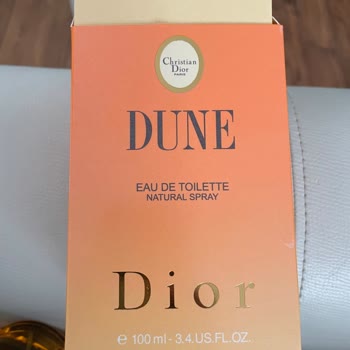 Christian
Dior
PARIS
DUNE
EAU DE TOILETTE
NATURAL SPRAY
Dior
℮ 100 ml - 3.4.US.FL.OZ.